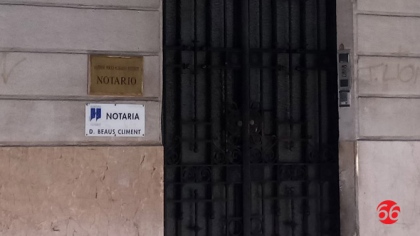 NOTARIO
NOTARIA
D. BEAUS CLIMENT
66